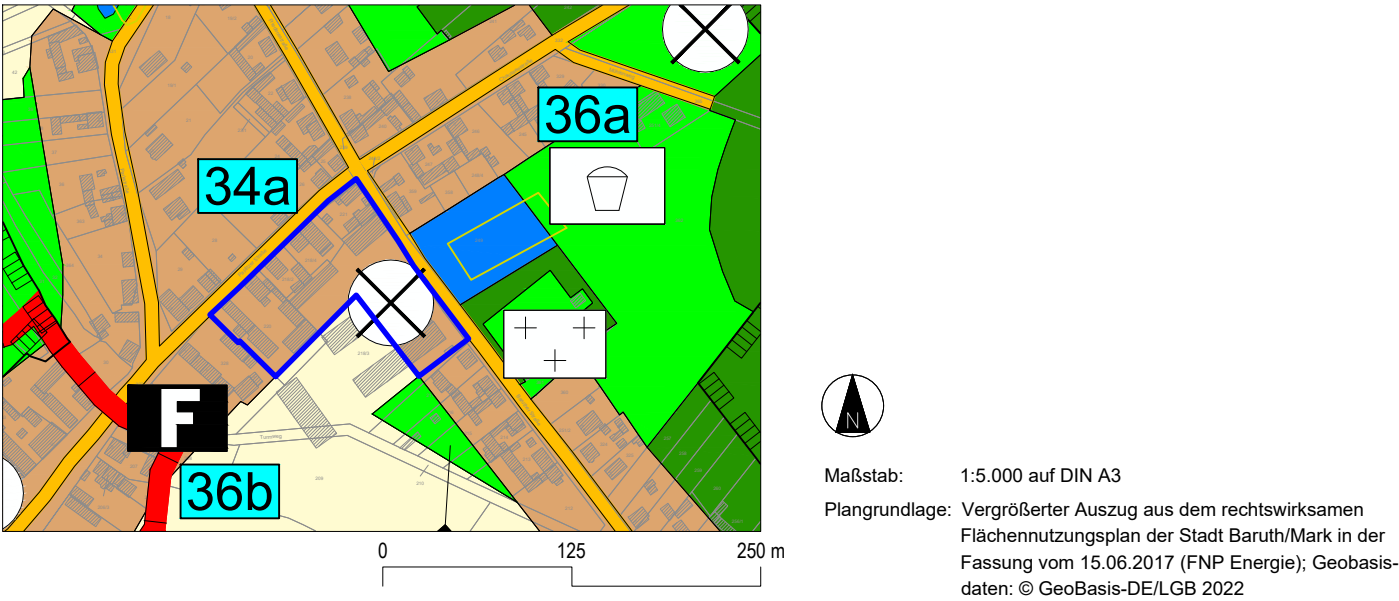 36a
34a
F
36b
Turmweg
0 125 250 m
N
Maßstab: 1:5.000 auf DIN A3
Plangrundlage: Vergrößerter Auszug aus dem rechtswirksamen
Flächennutzungsplan der Stadt Baruth/Mark in der
Fassung vom 15.06.2017 (FNP Energie); Geobasis-
daten: © GeoBasis-DE/LGB 2022